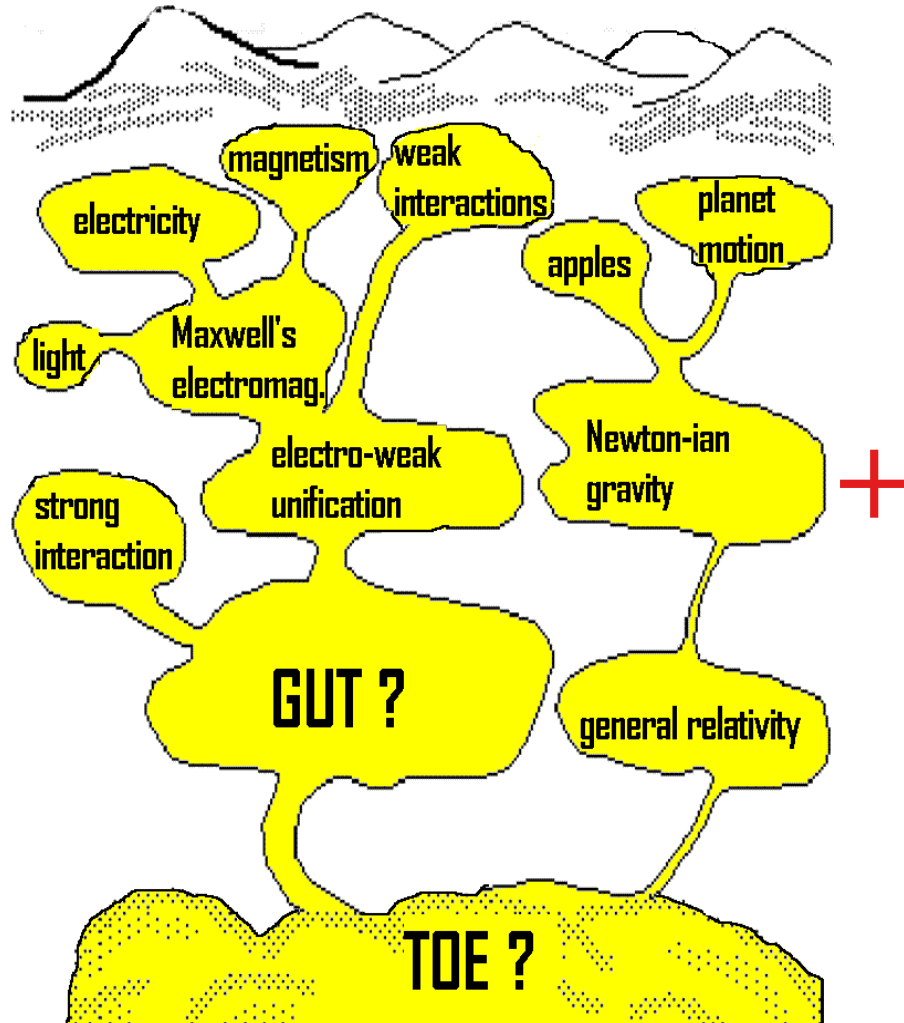 magnetism
weak
interactions
electricity
planet
motion
apples
light
Maxwell's
electromag.
electro-weak
unification
Newton-ian
gravity
strong
interaction
GUT ?
general relativity
TOE ?